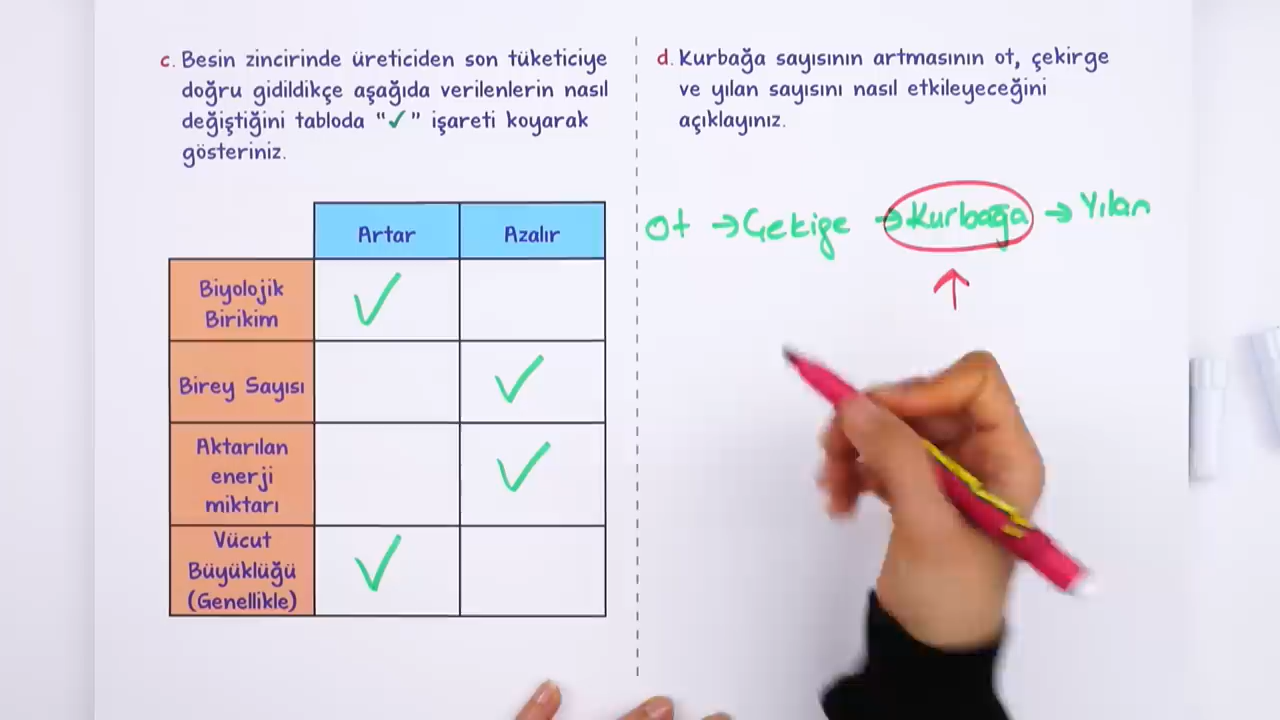 c. Besin zincirinde üreticiden son tüketiciye
doğru gidildikçe aşağıda verilenlerin nasıl
değiştiğini tabloda "✓" işareti koyarak
gösteriniz.
Artar
Azalır
Biyolojik
Birikim
✓
Birey Sayısı
✓
Aktarılan
enerji
miktarı
✓
Vücut
Büyüklüğü
(Genellikle)
✓
d. Kurbağa sayısının artmasının ot, çekirge
ve yılan sayısını nasıl etkileyeceğini
açıklayınız.
Ot → Çekige → Kurbağa → Yılan
↑